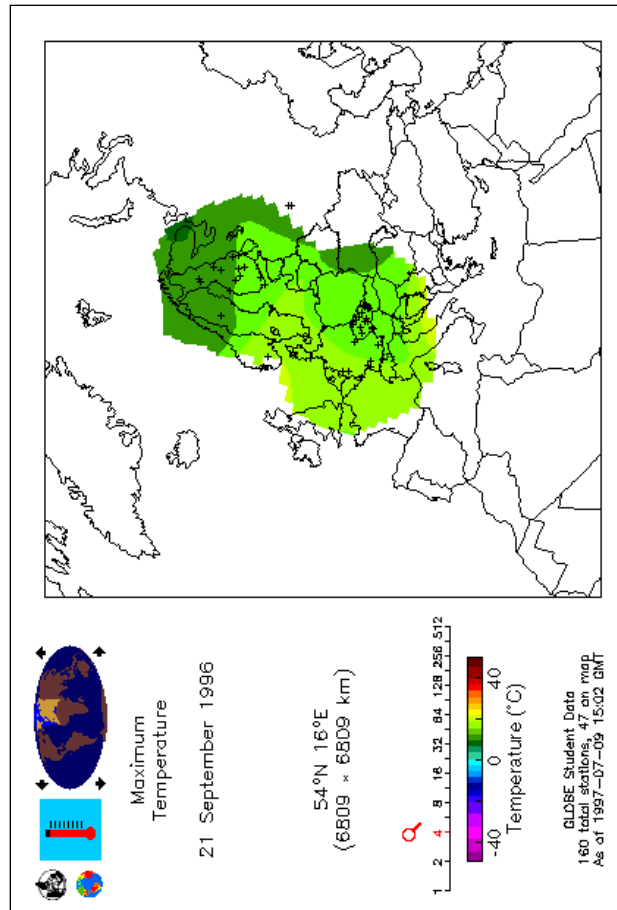 Maximum
Temperature
21 September 1996
54°N 16°E
(6809 × 6809 km)
1 2 4 8 16 32 64 128 256 512
-40 -20 0 20 40
Temperature (°C)
GLOBE Student Data
160 total stations, 47 on map
As of 1997-07-09 15:02 GMT